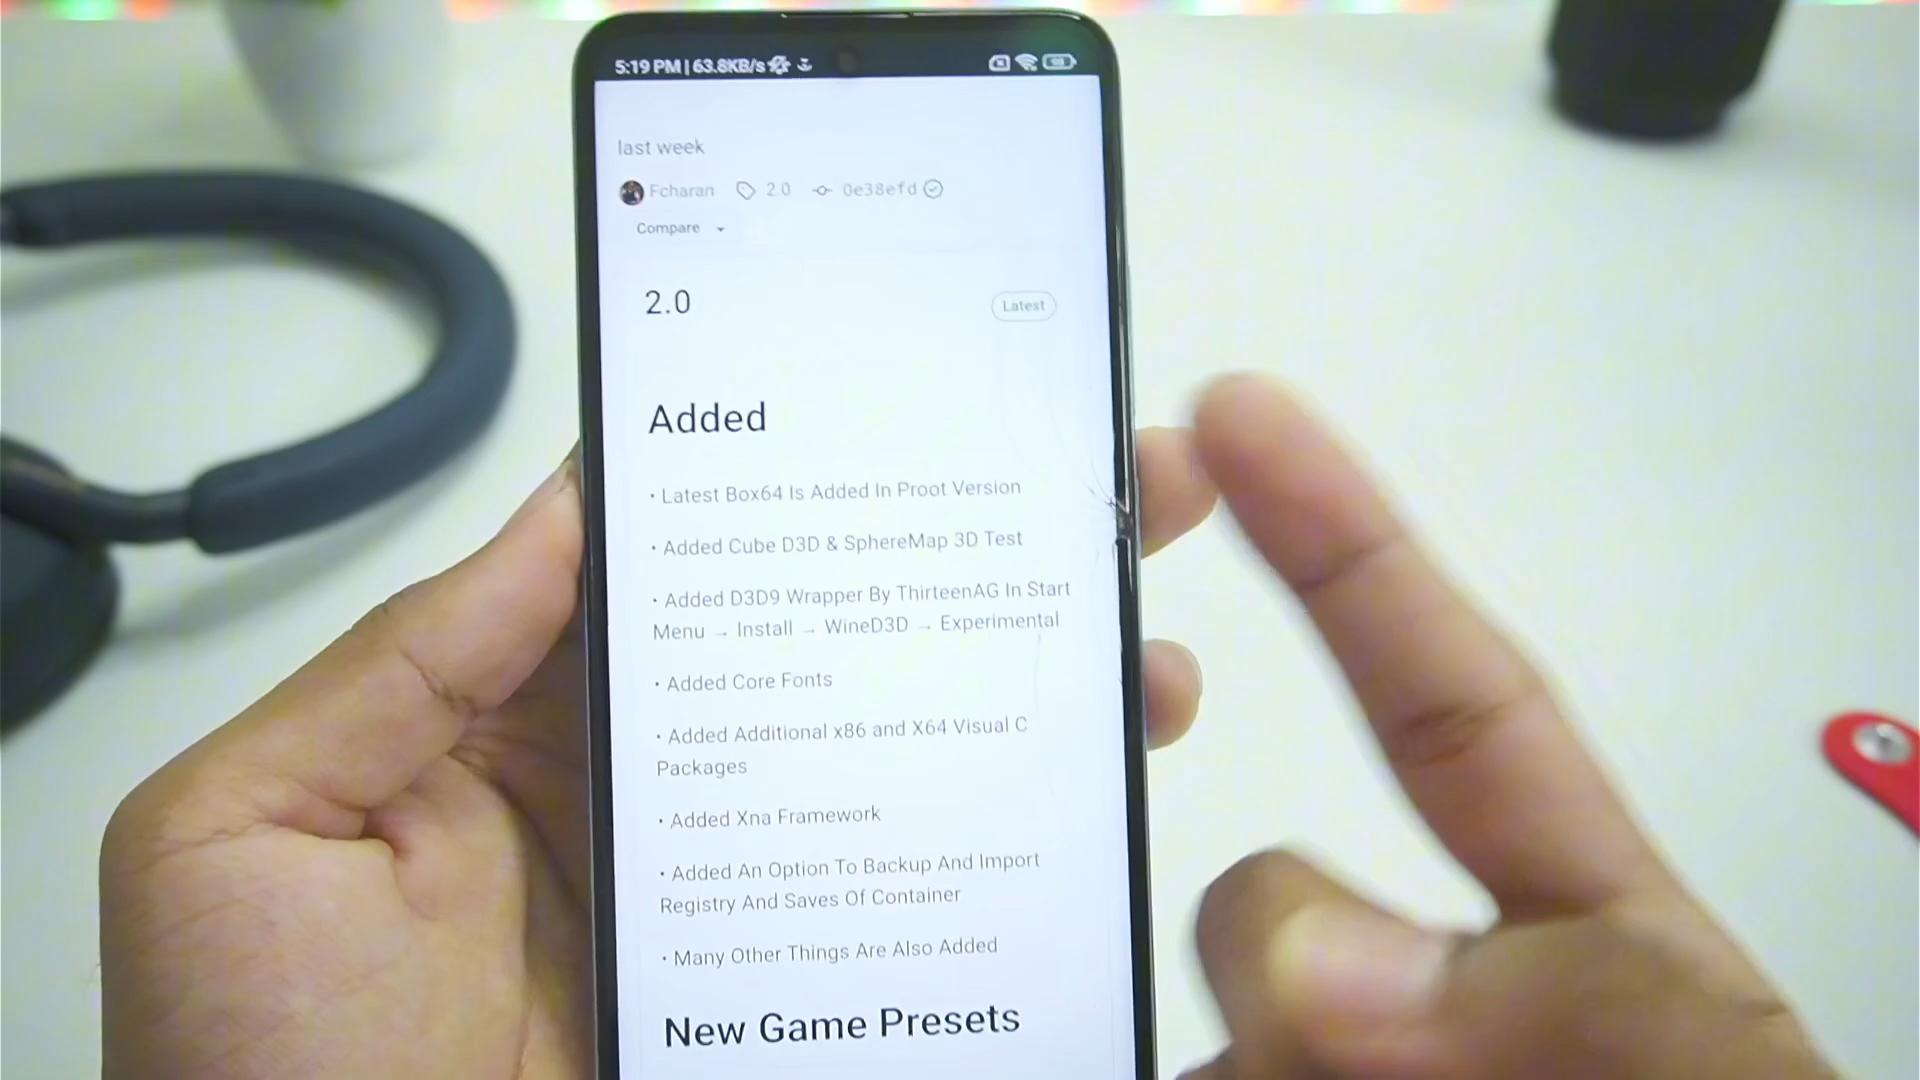 5:19 PM | 63.8KB/s
last week
Fcharan 2.0 0e38efd
Compare
2.0 Latest
Added
• Latest Box64 Is Added In Proot Version
• Added Cube D3D & SphereMap 3D Test
• Added D3D9 Wrapper By ThirteenAG In Start
Menu → Install → WineD3D → Experimental
• Added Core Fonts
• Added Additional x86 and X64 Visual C
Packages
• Added Xna Framework
• Added An Option To Backup And Import
Registry And Saves Of Container
• Many Other Things Are Also Added
New Game Presets